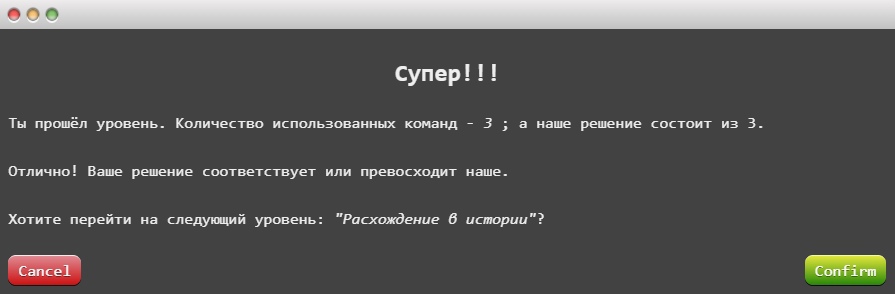 Супер!!!
Ты прошёл уровень. Количество использованных команд - 3 ; а наше решение состоит из 3.
Отлично! Ваше решение соответствует или превосходит наше.
Хотите перейти на следующий уровень: "Расхождение в истории"?
Cancel
Confirm